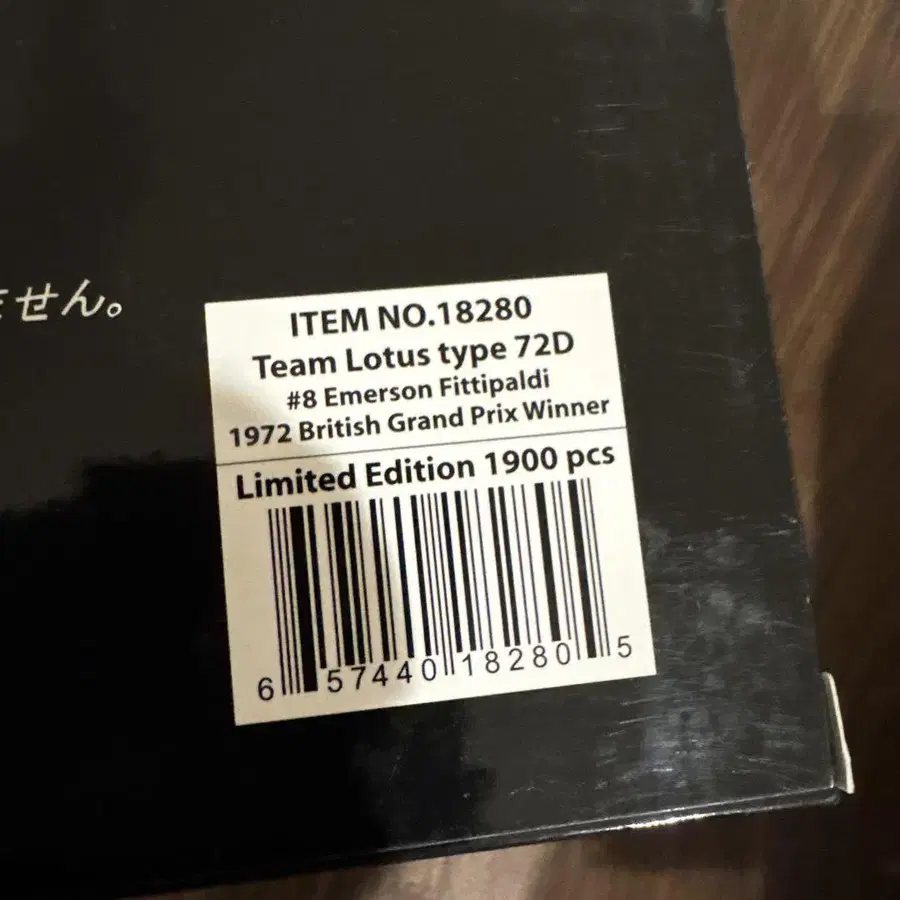 せん。
ITEM NO.18280
Team Lotus type 72D
#8 Emerson Fittipaldi
1972 British Grand Prix Winner
Limited Edition 1900 pcs
6 57440 18280 5